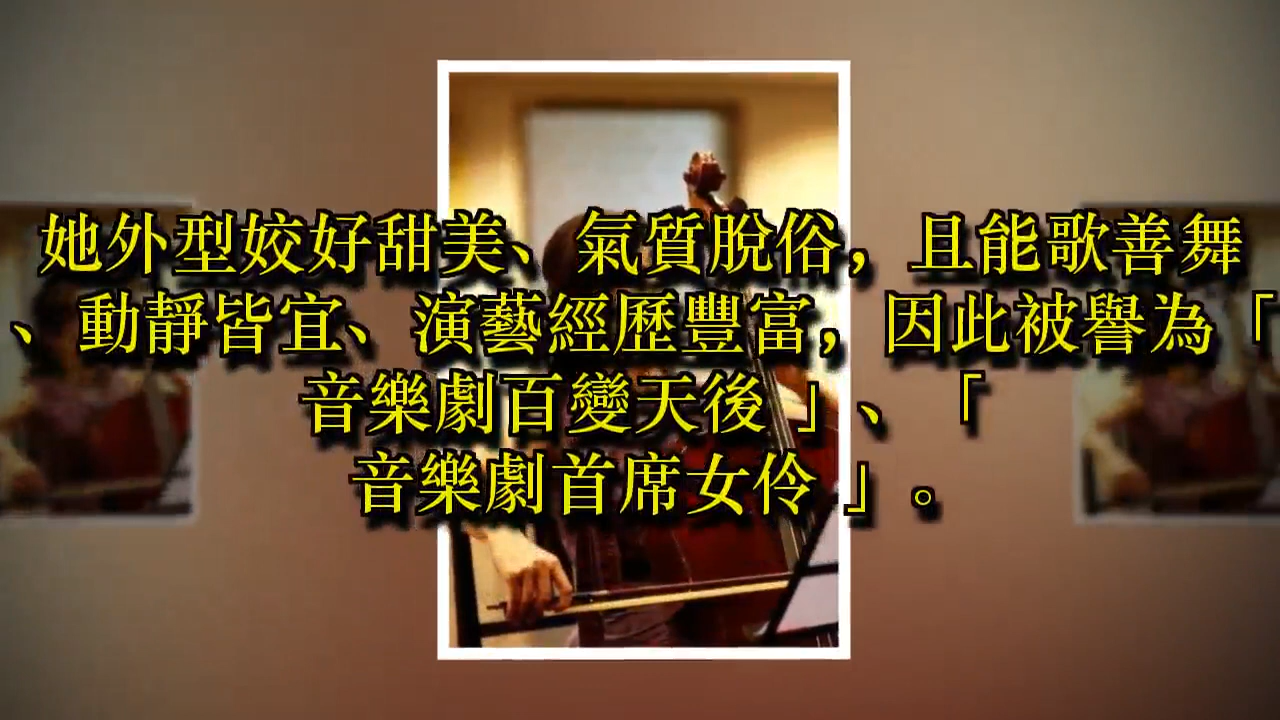 她外型姣好甜美、氣質脫俗，且能歌善舞
、動靜皆宜、演藝經歷豐富，因此被譽為「
音樂劇百變天後 」、「
音樂劇首席女伶 」。